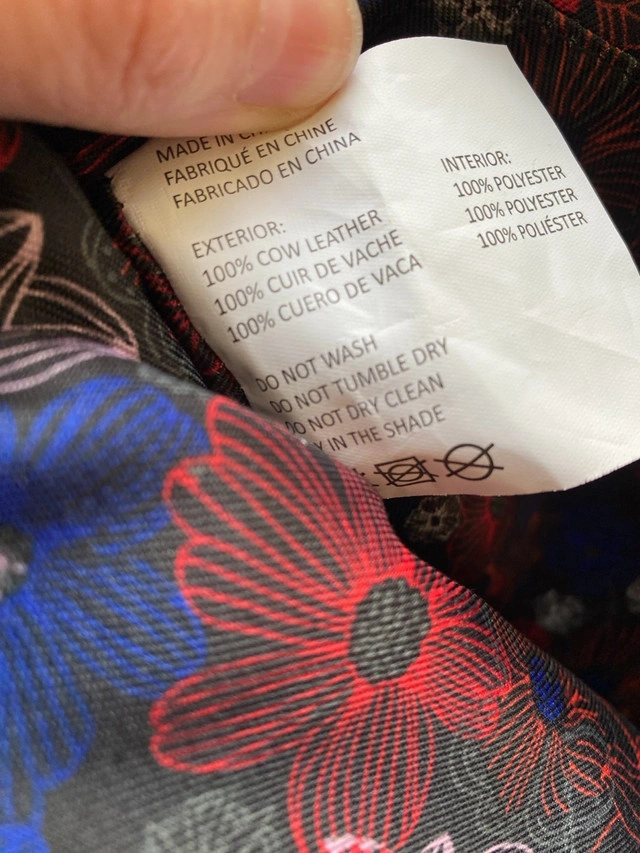 MADE IN
FABRIQUÉ EN CHINE
FABRICADO EN CHINA
EXTERIOR:
100% COW LEATHER
100% CUIR DE VACHE
100% CUERO DE VACA
INTERIOR:
100% POLYESTER
100% POLYESTER
100% POLIÉSTER
DO NOT WASH
DO NOT TUMBLE DRY
DO NOT DRY CLEAN
IN THE SHADE